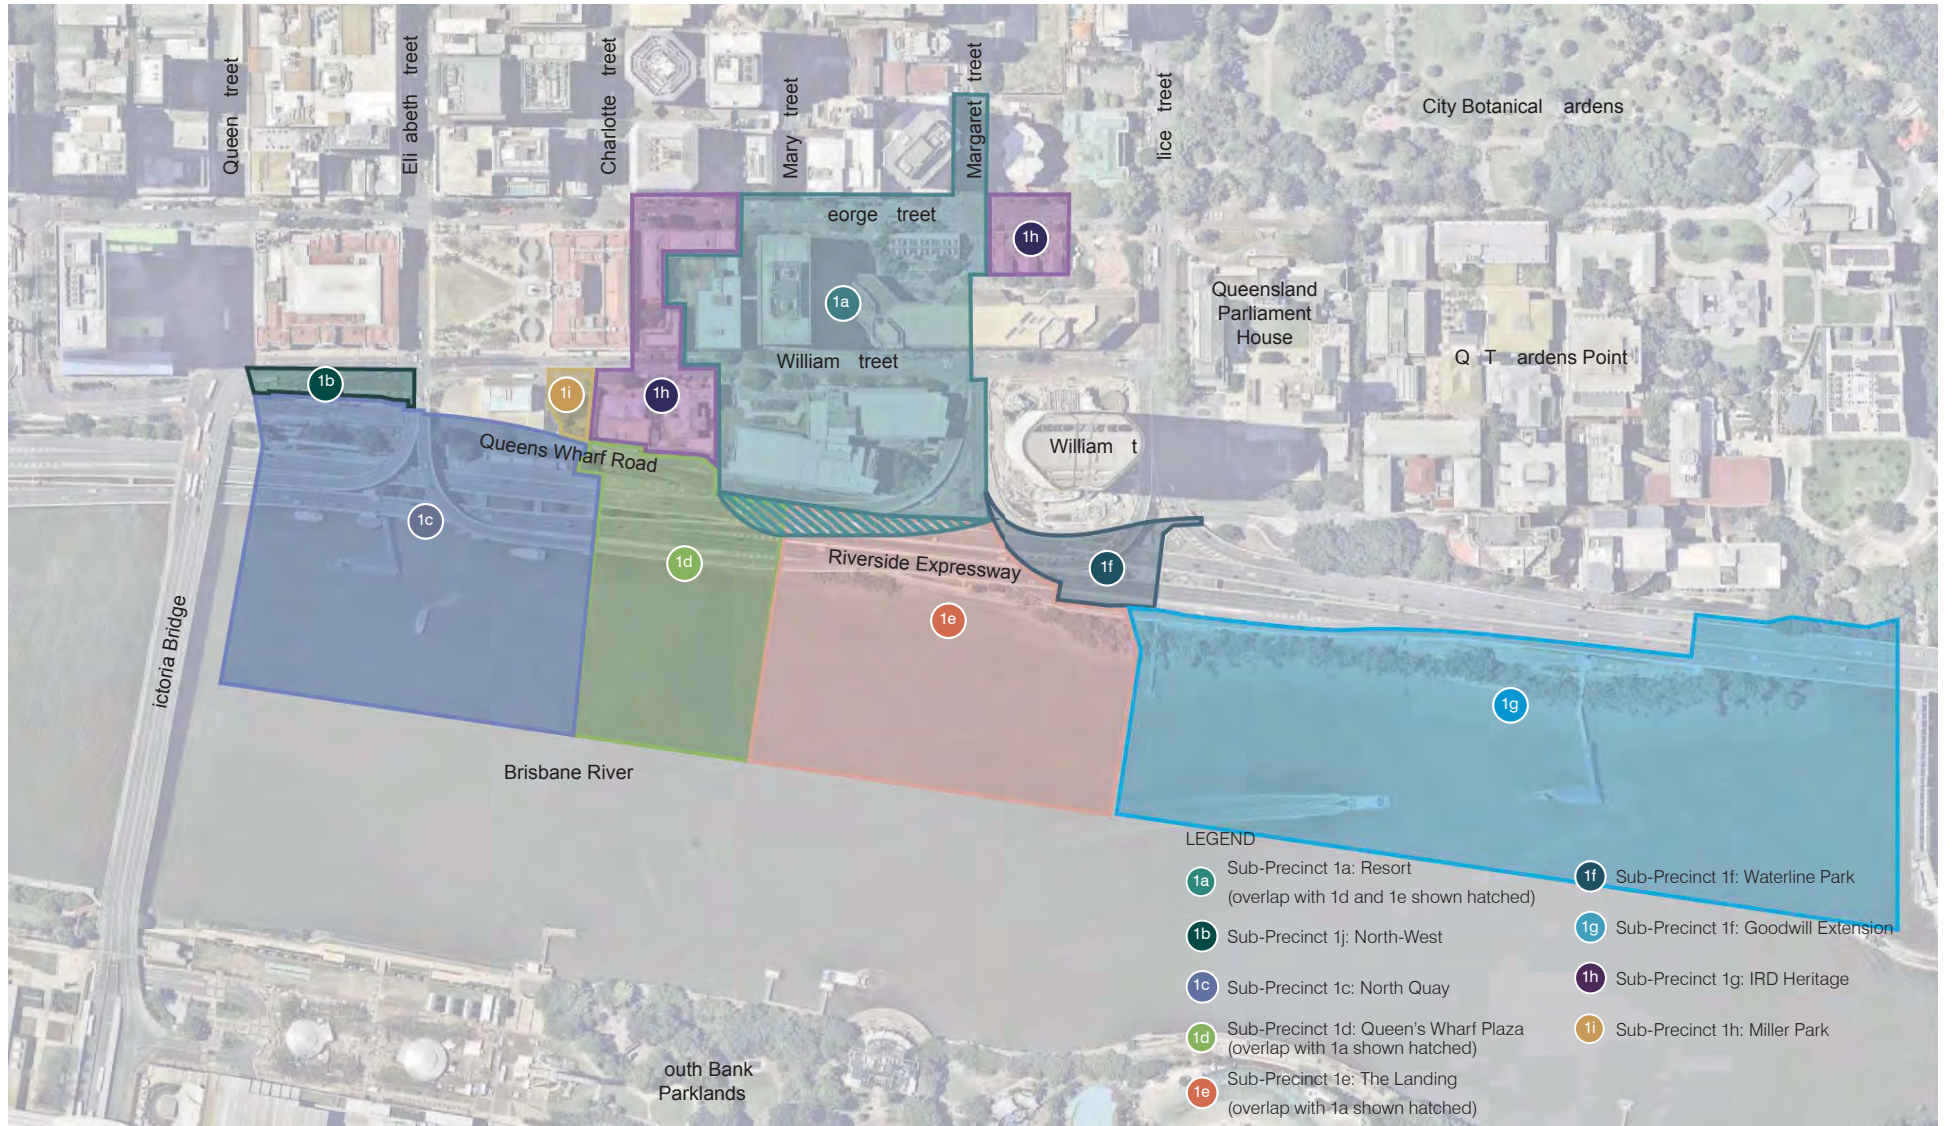 Queen treet
Eli abeth treet
Charlotte treet
Mary treet
Margaret treet
lice treet
City Botanical ardens
eorge treet
1h
1a
Queensland
Parliament
House
William treet
Q T ardens Point
1b
1i
1h
Queens Wharf Road
William t
1c
1d
Riverside Expressway
1f
1e
ictoria Bridge
1g
Brisbane River
outh Bank
Parklands
LEGEND
1a Sub-Precinct 1a: Resort
(overlap with 1d and 1e shown hatched)
1b Sub-Precinct 1j: North-West
1c Sub-Precinct 1c: North Quay
1d Sub-Precinct 1d: Queen's Wharf Plaza
(overlap with 1a shown hatched)
1e Sub-Precinct 1e: The Landing
(overlap with 1a shown hatched)
1f Sub-Precinct 1f: Waterline Park
1g Sub-Precinct 1f: Goodwill Extension
1h Sub-Precinct 1g: IRD Heritage
1i Sub-Precinct 1h: Miller Park